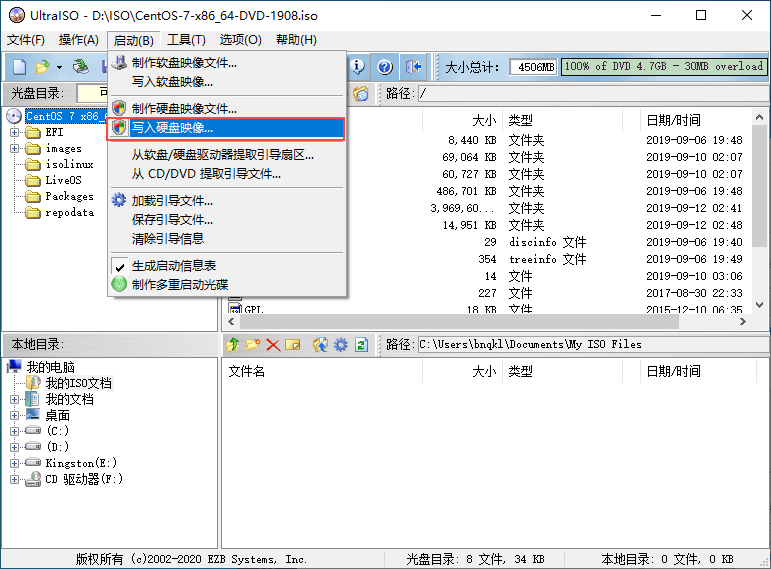 UltraISO - D:\ISO\CentOS-7-x86_64-DVD-1908.iso
文件(F) 操作(A) 启动(B) 工具(T) 选项(O) 帮助(H)
大小总计: 4506MB 100% of DVD 4.7GB - 30MB overload
光盘目录: 可
路径: /
制作软盘映像文件...
写入软盘映像...
制作硬盘映像文件...
写入硬盘映像...
从软盘/硬盘驱动器提取引导扇区...
从 CD/DVD 提取引导文件...
加载引导文件...
保存引导文件...
清除引导信息
生成启动信息表
制作多重启动光碟
CentOS 7 x86_6
EFI
images
isolinux
LiveOS
Packages
repodata
大小 类型 日期/时间
8,440 KB 文件夹 2019-09-06 19:48
69,064 KB 文件夹 2019-09-10 02:07
60,727 KB 文件夹 2019-09-10 02:07
486,701 KB 文件夹 2019-09-06 19:48
3,969,60... 文件夹 2019-09-12 02:41
14,951 KB 文件夹 2019-09-12 02:48
29 discinfo 文件 2019-09-06 19:40
354 treeinfo 文件 2019-09-06 19:48
14 文件 2019-09-10 03:06
227 文件 2017-08-30 22:33
GPL 18 KB 文件 2015-12-10 06:35
本地目录:
路径: C:\Users\bnqkl\Documents\My ISO Files
我的电脑
我的ISO文档
我的文档
桌面
(C:)
(D:)
Kingston(E:)
CD 驱动器(F:)
文件名 大小 类型 日期/时间
版权所有 (c)2002-2020 EZB Systems, Inc. 光盘目录: 8 文件, 34 KB 本地目录: 0 文件, 0 KB